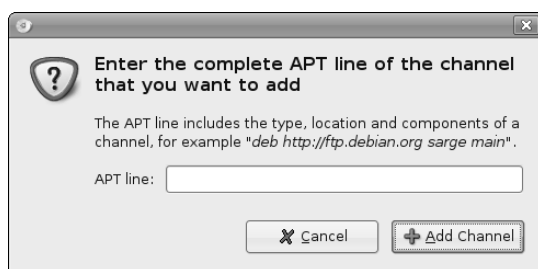 Enter the complete APT line of the channel
that you want to add
The APT line includes the type, location and components of a
channel, for example "deb http://ftp.debian.org sarge main".
APT line:
Cancel
Add Channel